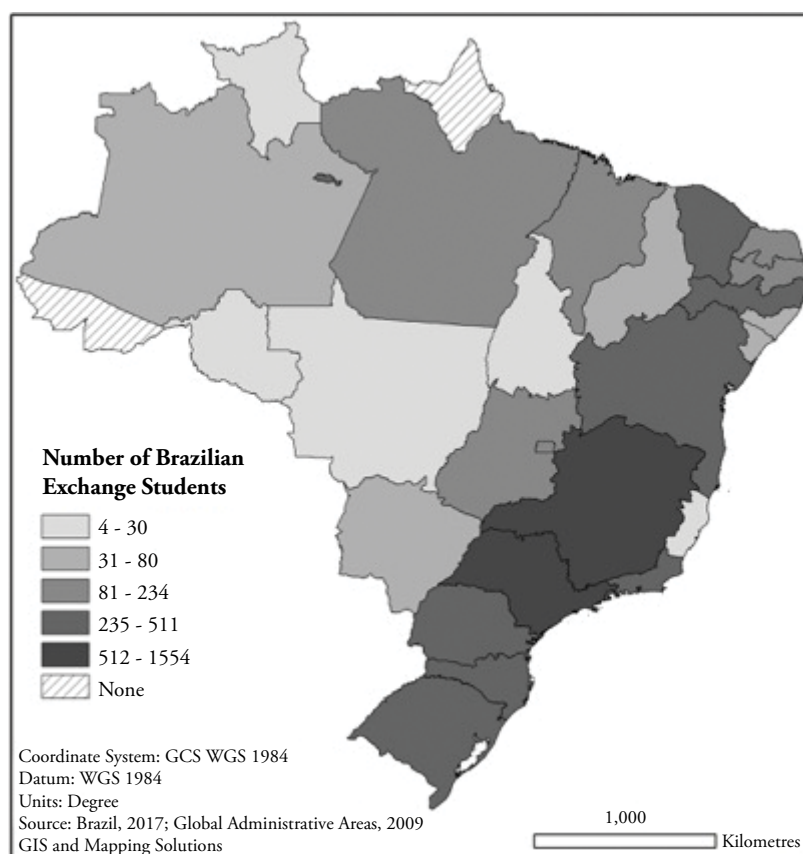 Number of Brazilian
Exchange Students
4 - 30
31 - 80
81 - 234
235 - 511
512 - 1554
None
Coordinate System: GCS WGS 1984
Datum: WGS 1984
Units: Degree
Source: Brazil, 2017; Global Administrative Areas, 2009
GIS and Mapping Solutions
1,000
Kilometres